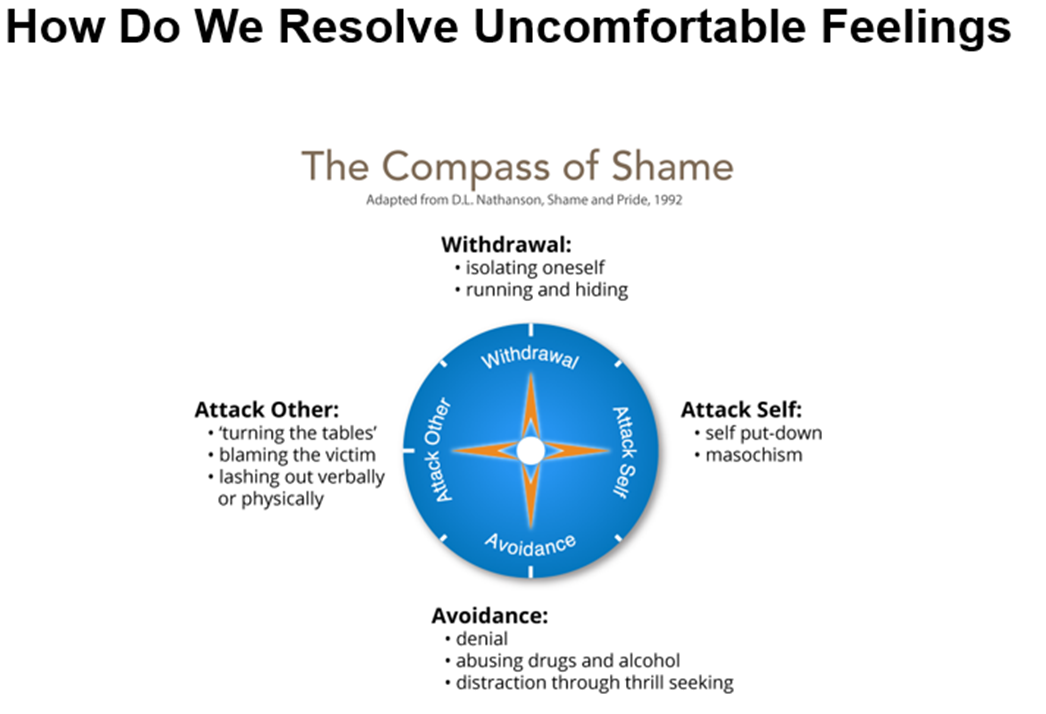 How Do We Resolve Uncomfortable Feelings
The Compass of Shame
Adapted from D.L. Nathanson, Shame and Pride, 1992
Withdrawal:
• isolating oneself
• running and hiding
Withdrawal
Attack Other:
• ‘turning the tables’
• blaming the victim
• lashing out verbally
or physically
Attack Other
Attack Self
Attack Self:
• self put-down
• masochism
Avoidance
Avoidance:
• denial
• abusing drugs and alcohol
• distraction through thrill seeking